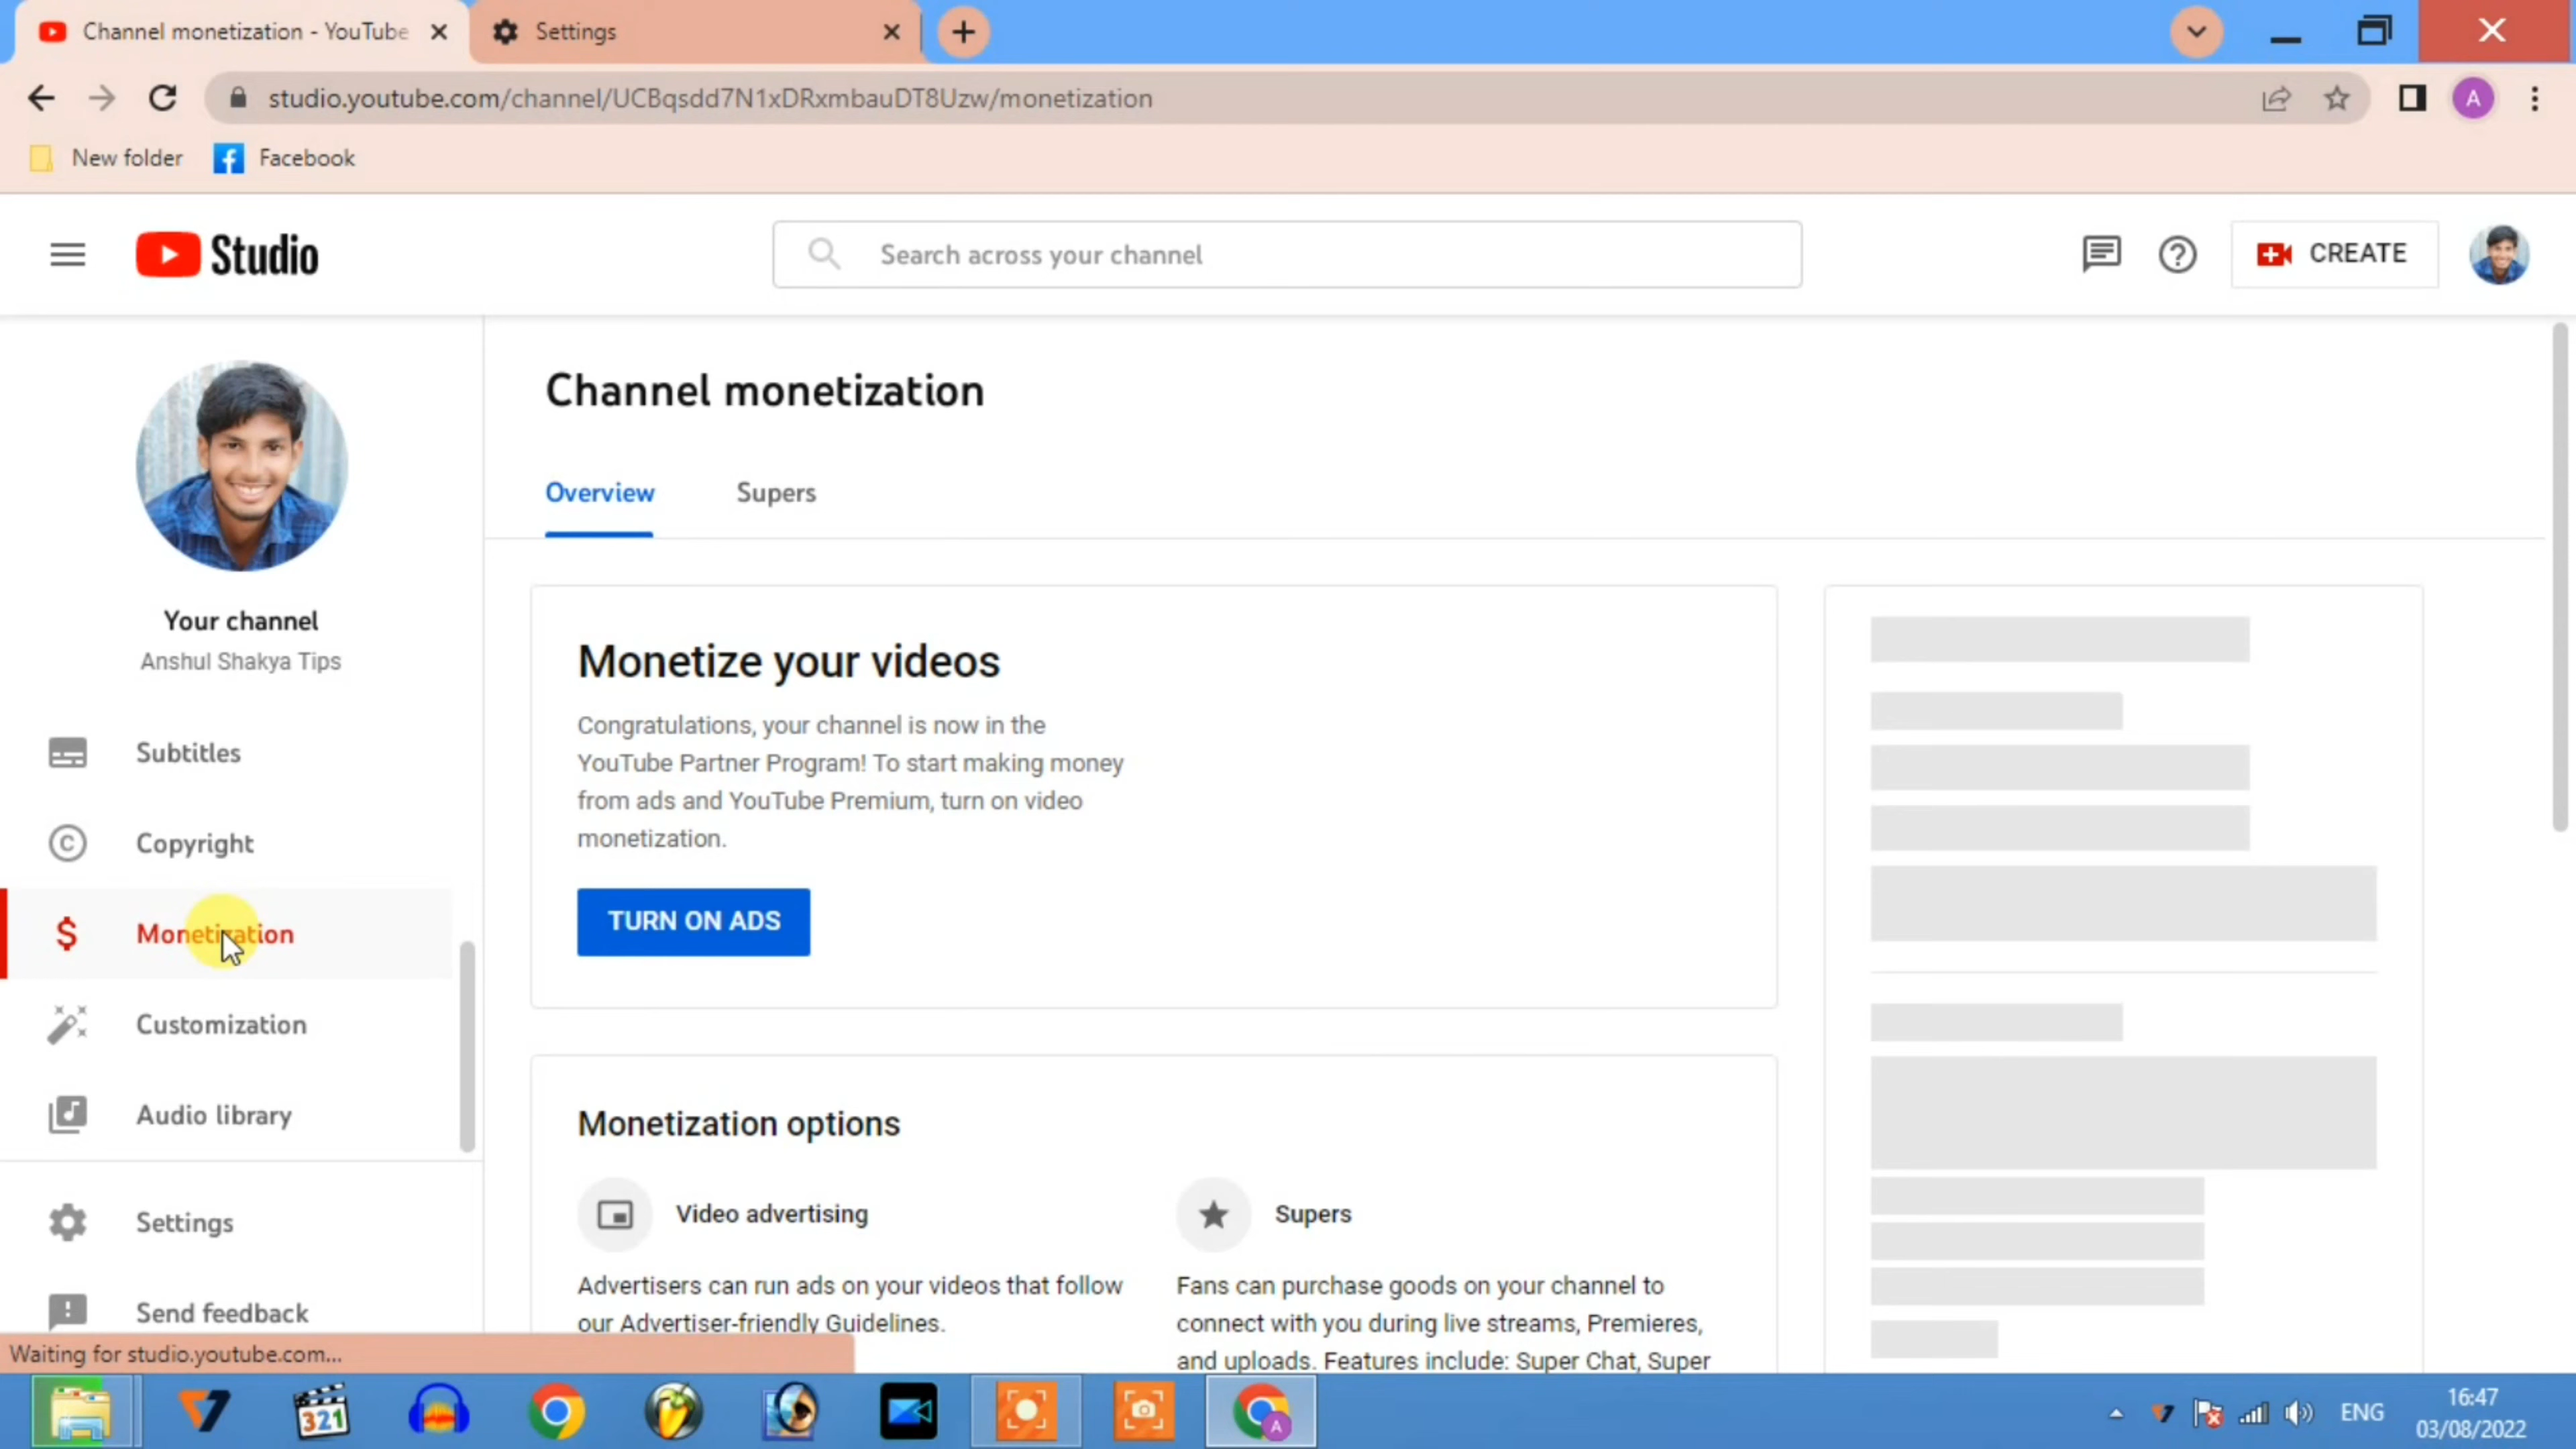 Channel monetization - YouTube
Settings
studio.youtube.com/channel/UCBqsdd7N1xDRxmbauDT8Uzw/monetization
A
New folder
Facebook
Studio
Search across your channel
CREATE
Your channel
Anshul Shakya Tips
Subtitles
Copyright
Monetization
Customization
Audio library
Settings
Send feedback
Channel monetization
Overview
Supers
Monetize your videos
Congratulations, your channel is now in the
YouTube Partner Program! To start making money
from ads and YouTube Premium, turn on video
monetization.
TURN ON ADS
Monetization options
Video advertising
Advertisers can run ads on your videos that follow
our Advertiser-friendly Guidelines.
Supers
Fans can purchase goods on your channel to
connect with you during live streams, Premieres,
and uploads. Features include: Super Chat, Super
Waiting for studio.youtube.com...
321
A
ENG
16:47
03/08/2022